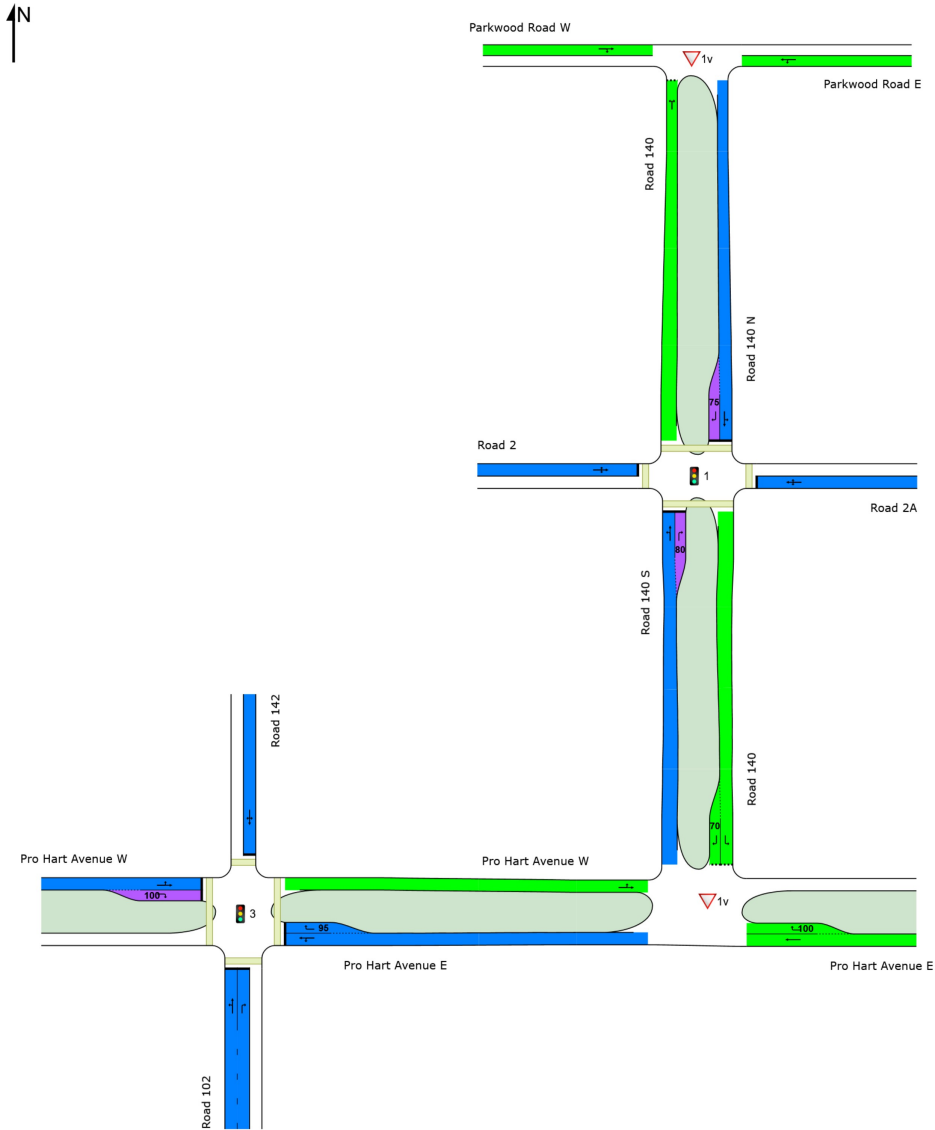 N
Parkwood Road W
1v
Parkwood Road E
Road 140
Road 140 N
75
Road 2
1
Road 2A
80
Road 140 S
Road 142
Road 140
70
Pro Hart Avenue W
Pro Hart Avenue W
100
3
95
1v
100
Pro Hart Avenue E
Pro Hart Avenue E
Road 102